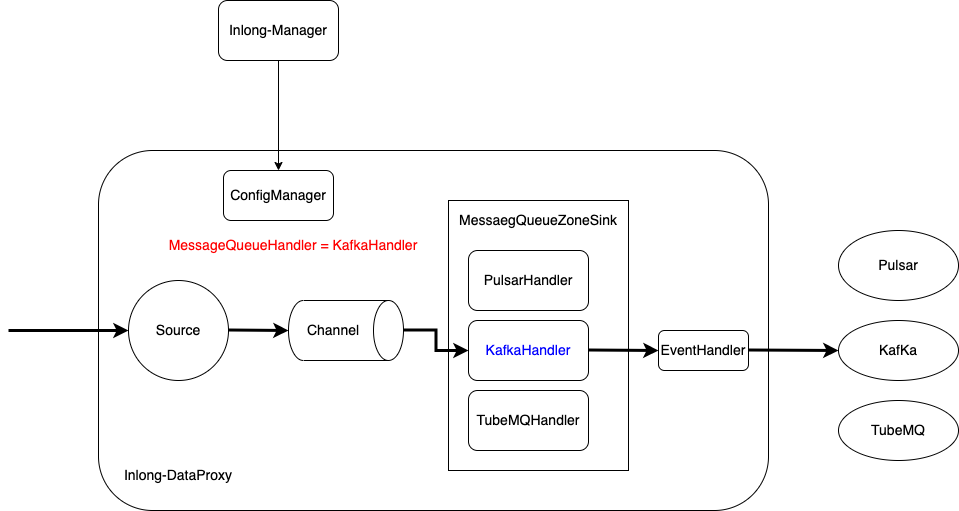 Inlong-Manager
ConfigManager
MessageQueueHandler = KafkaHandler
MessaegQueueZoneSink
PulsarHandler
Source
Channel
KafkaHandler
EventHandler
TubeMQHandler
Pulsar
KafKa
TubeMQ
Inlong-DataProxy